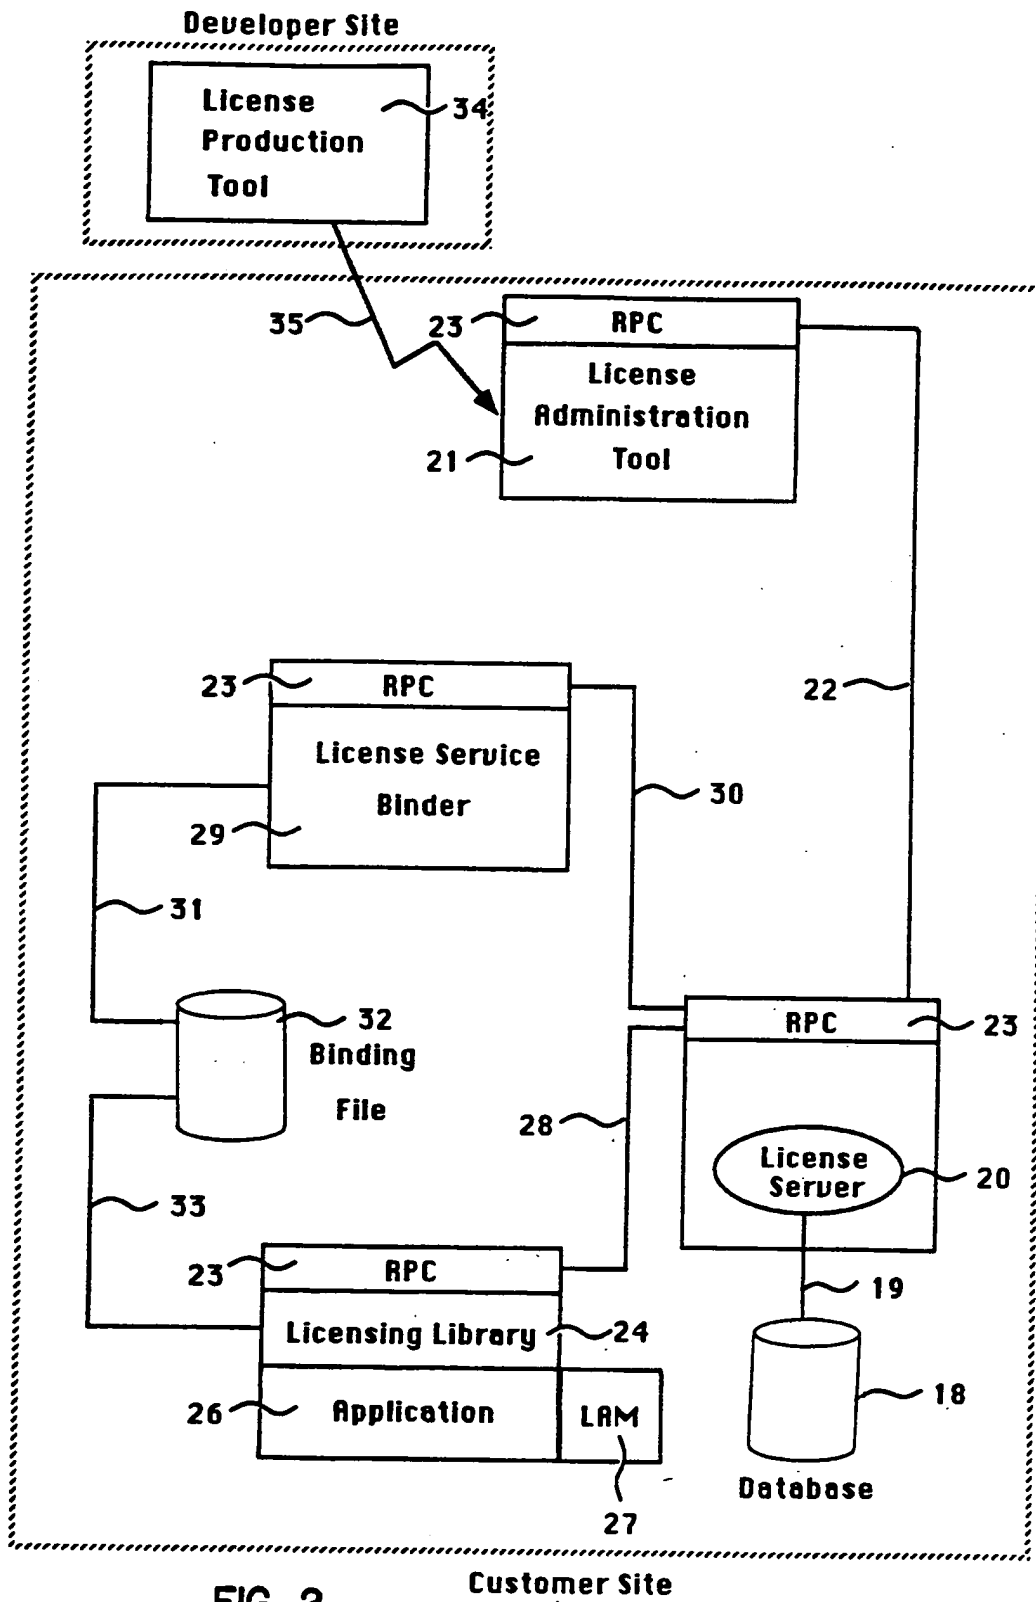 Developer Site
License
34
Production
Tool
35
23
RPC
License
Administration
21
Tool
23
RPC
22
License Service
30
Binder
29
31
32
Binding
File
RPC
23
28
License
Server
20
33
23
RPC
19
Licensing Library
24
26
Application
LAM
18
Database
27
Customer Site